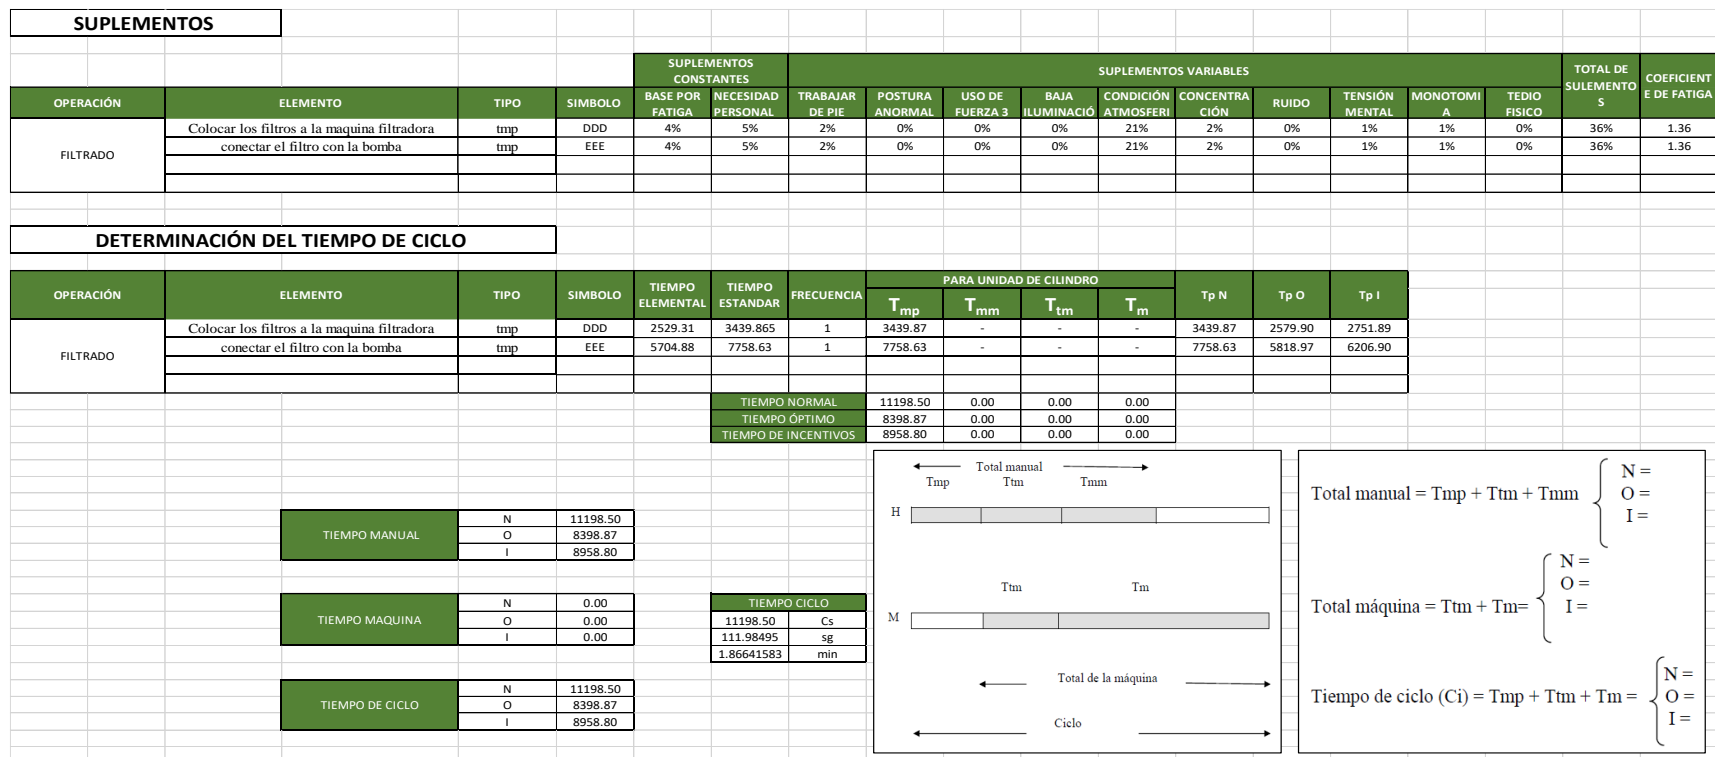 SUPLEMENTOS
SUPLEMENTOS CONSTANTES SUPLEMENTOS VARIABLES TOTAL DE SULEMENTOS COEFICIENTE DE FATIGA
OPERACIÓN ELEMENTO TIPO SIMBOLO BASE POR FATIGA NECESIDAD PERSONAL TRABAJAR DE PIE POSTURA ANORMAL USO DE FUERZA 3 BAJA ILUMINACIÓ CONDICIÓN ATMOSFERI CONCENTRACIÓN RUIDO TENSIÓN MENTAL MONOTOMIA TEDIO FISICO
FILTRADO
Colocar los filtros a la maquina filtradora tmp DDD 4% 5% 2% 0% 0% 0% 21% 2% 0% 1% 1% 0% 36% 1.36
conectar el filtro con la bomba tmp EEE 4% 5% 2% 0% 0% 0% 21% 2% 0% 1% 1% 0% 36% 1.36
DETERMINACIÓN DEL TIEMPO DE CICLO
OPERACIÓN ELEMENTO TIPO SIMBOLO TIEMPO ELEMENTAL TIEMPO ESTANDAR FRECUENCIA PARA UNIDAD DE CILINDRO Tp N Tp O Tp I
Tmp Tmm Ttm Tm
FILTRADO
Colocar los filtros a la maquina filtradora tmp DDD 2529.31 3439.865 1 3439.87 - - - 3439.87 2579.90 2751.89
conectar el filtro con la bomba tmp EEE 5704.88 7758.63 1 7758.63 - - - 7758.63 5818.97 6206.90
TIEMPO NORMAL 11198.50 0.00 0.00 0.00
TIEMPO ÓPTIMO 8398.87 0.00 0.00 0.00
TIEMPO DE INCENTIVOS 8958.80 0.00 0.00 0.00
TIEMPO MANUAL
N 11198.50
O 8398.87
I 8958.80
TIEMPO MAQUINA
N 0.00
O 0.00
I 0.00
TIEMPO CICLO
11198.50 Cs
111.98495 sg
1.86641583 min
TIEMPO DE CICLO
N 11198.50
O 8398.87
I 8958.80
Total manual
Tmp Ttm Tmm
H
Ttm Tm
M
Total de la máquina
Ciclo
Total manual = Tmp + Ttm + Tmm
N =
O =
I =
Total máquina = Ttm + Tm=
N =
O =
I =
Tiempo de ciclo (Ci) = Tmp + Ttm + Tm =
N =
O =
I =